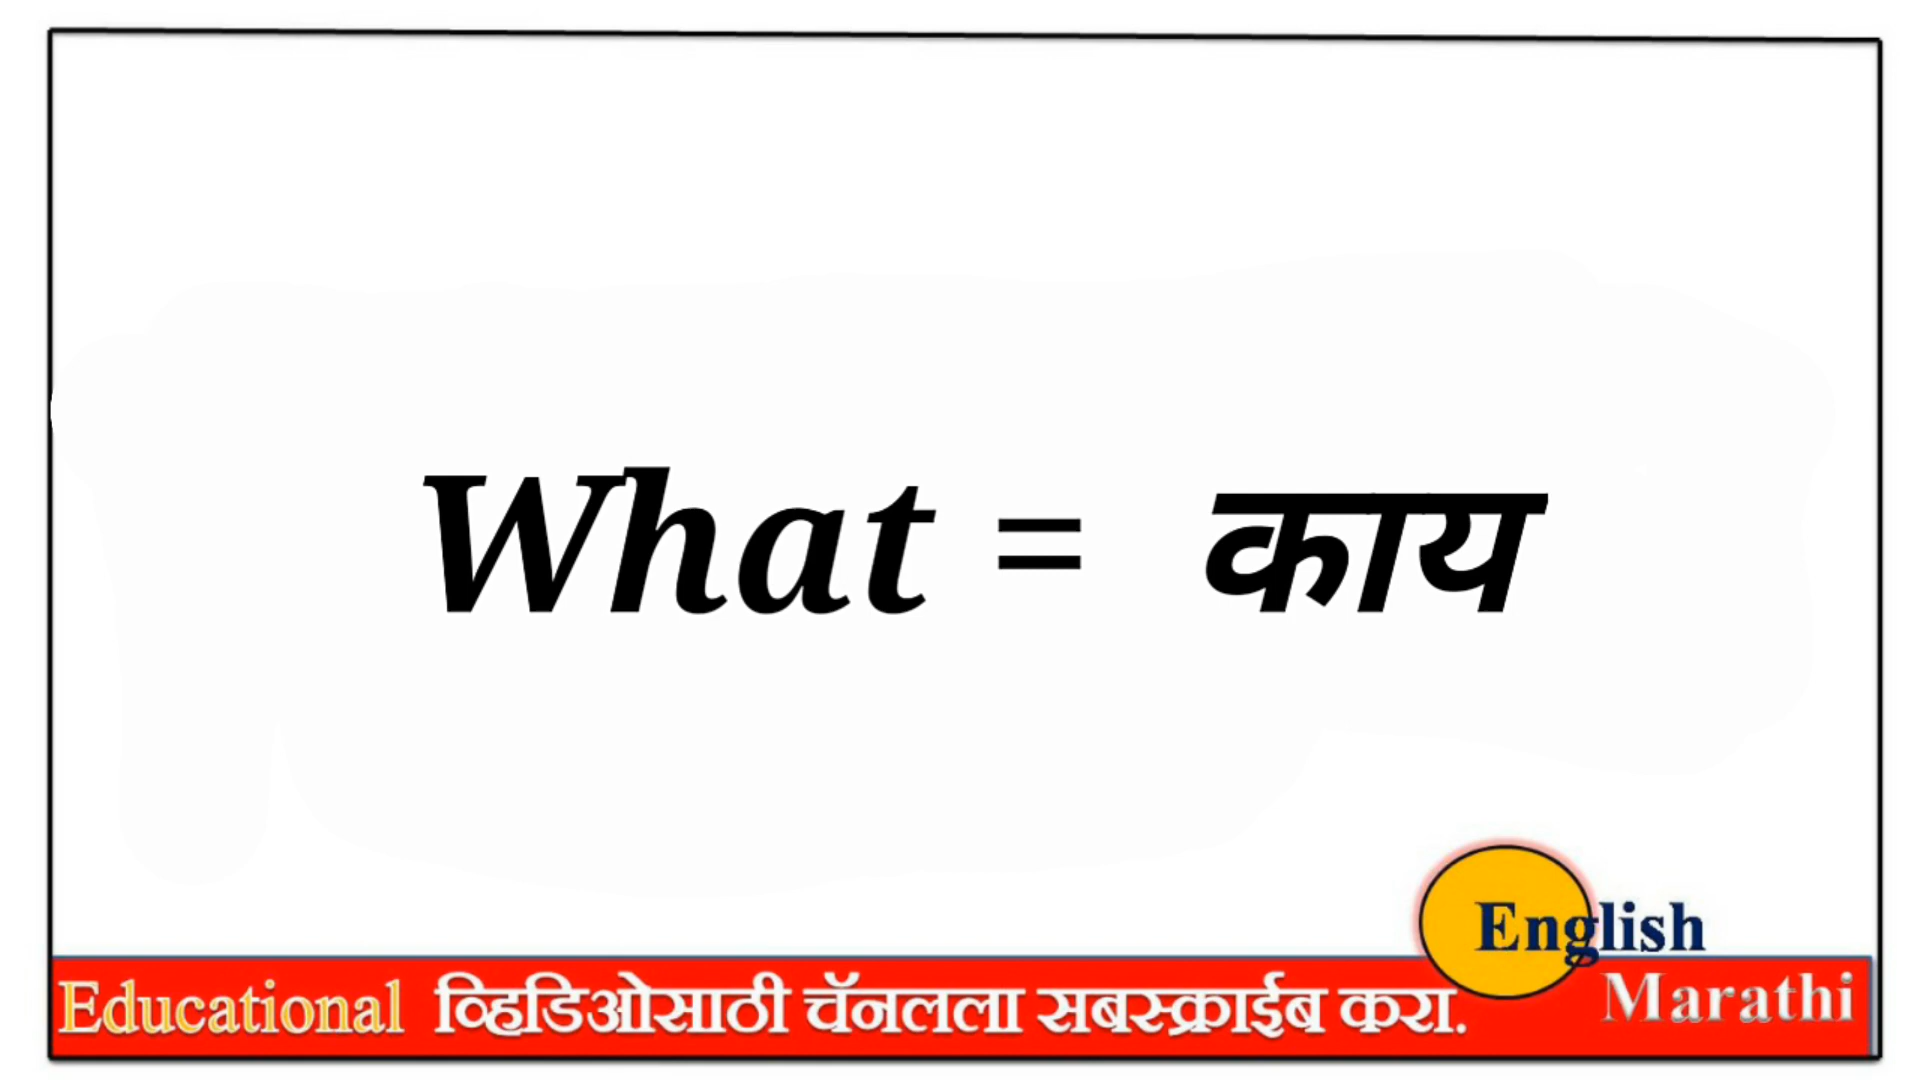 What = काय
English
Educational व्हिडिओसाठी चॅनलला सबस्क्राईब करा. Marathi